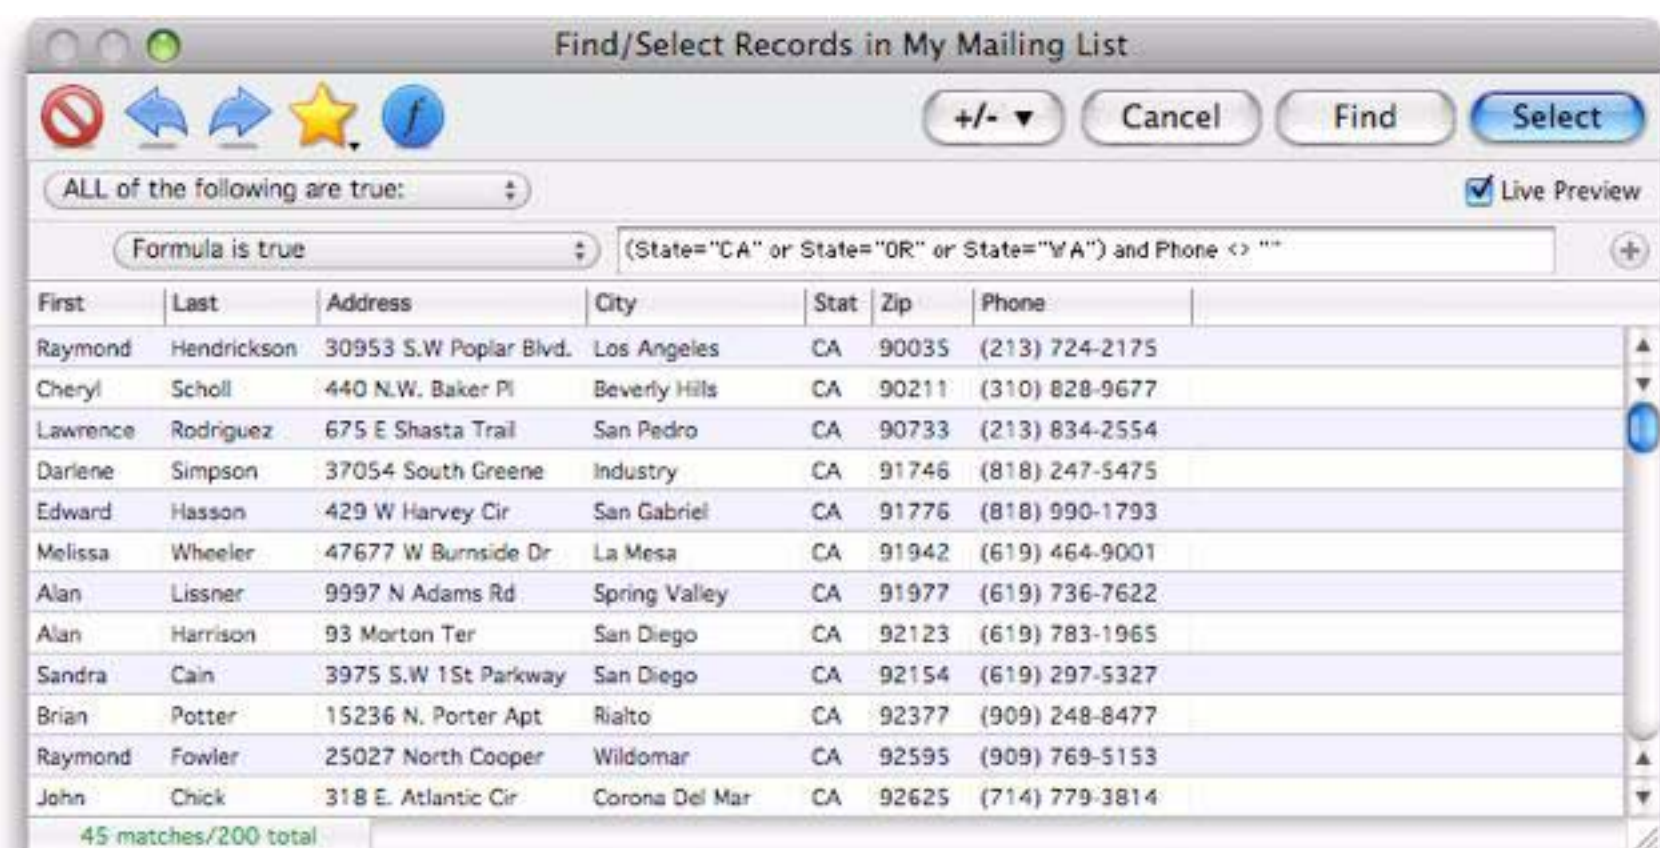 Find/Select Records in My Mailing List
+/- ▼ Cancel Find Select
ALL of the following are true: Live Preview
Formula is true (State="CA" or State="OR" or State="WA") and Phone <> ""
First Last Address City Stat Zip Phone
Raymond Hendrickson 30953 S.W Poplar Blvd. Los Angeles CA 90035 (213) 724-2175
Cheryl Scholl 440 N.W. Baker Pl Beverly Hills CA 90211 (310) 828-9677
Lawrence Rodriguez 675 E Shasta Trail San Pedro CA 90733 (213) 834-2554
Darlene Simpson 37054 South Greene Industry CA 91746 (818) 247-5475
Edward Hasson 429 W Harvey Cir San Gabriel CA 91776 (818) 990-1793
Melissa Wheeler 47677 W Burnside Dr La Mesa CA 91942 (619) 464-9001
Alan Lissner 9997 N Adams Rd Spring Valley CA 91977 (619) 736-7622
Alan Harrison 93 Morton Ter San Diego CA 92123 (619) 783-1965
Sandra Cain 3975 S.W 1St Parkway San Diego CA 92154 (619) 297-5327
Brian Potter 15236 N. Porter Apt Rialto CA 92377 (909) 248-8477
Raymond Fowler 25027 North Cooper Wildomar CA 92595 (909) 769-5153
John Chick 318 E. Atlantic Cir Corona Del Mar CA 92625 (714) 779-3814
45 matches/200 total